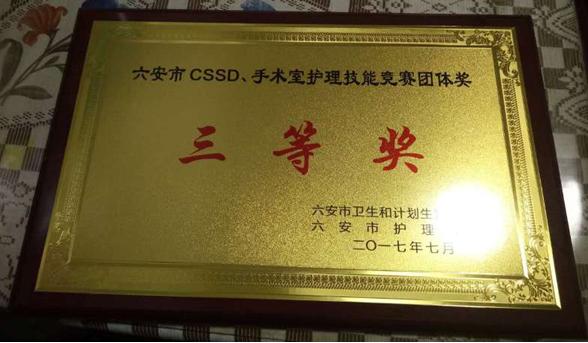 六安市CSSD、手术室护理技能竞赛团体奖
三等奖
六安市卫生和计划生
六安市护理
二〇一七年七月